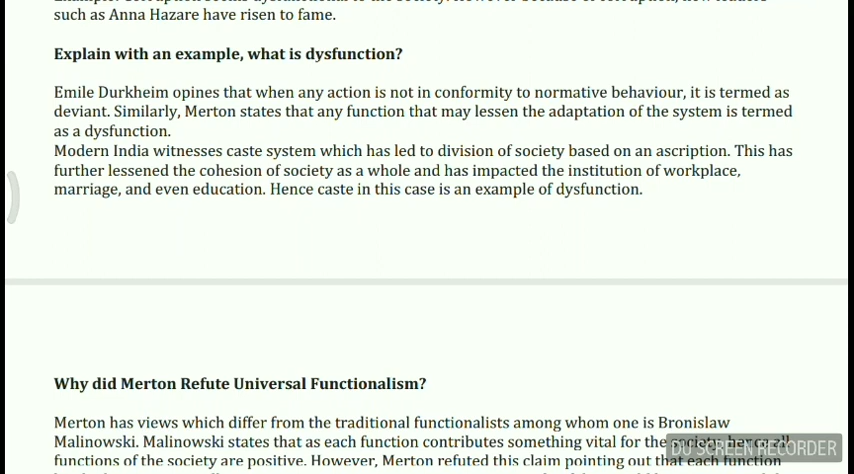 such as Anna Hazare have risen to fame.
Explain with an example, what is dysfunction?
Emile Durkheim opines that when any action is not in conformity to normative behaviour, it is termed as
deviant. Similarly, Merton states that any function that may lessen the adaptation of the system is termed
as a dysfunction.
Modern India witnesses caste system which has led to division of society based on an ascription. This has
further lessened the cohesion of society as a whole and has impacted the institution of workplace,
marriage, and even education. Hence caste in this case is an example of dysfunction.
Why did Merton Refute Universal Functionalism?
Merton has views which differ from the traditional functionalists among whom one is Bronislaw
Malinowski. Malinowski states that as each function contributes something vital for the society, hence all
functions of the society are positive. However, Merton refuted this claim pointing out that each function
DU SCREEN RECORDER